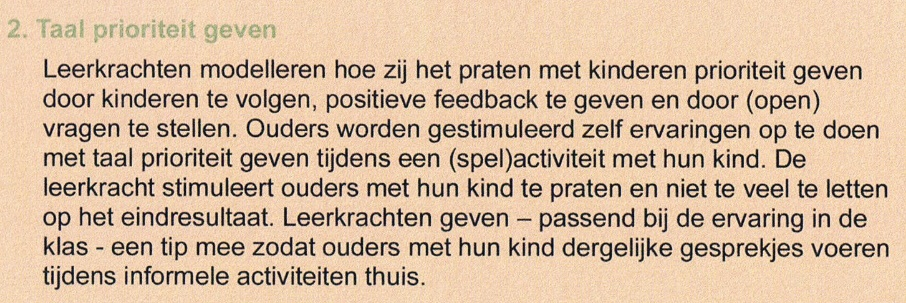 2. Taal prioriteit geven
Leerkrachten modelleren hoe zij het praten met kinderen prioriteit geven
door kinderen te volgen, positieve feedback te geven en door (open)
vragen te stellen. Ouders worden gestimuleerd zelf ervaringen op te doen
met taal prioriteit geven tijdens een (spel)activiteit met hun kind. De
leerkracht stimuleert ouders met hun kind te praten en niet te veel te letten
op het eindresultaat. Leerkrachten geven – passend bij de ervaring in de
klas - een tip mee zodat ouders met hun kind dergelijke gesprekjes voeren
tijdens informele activiteiten thuis.